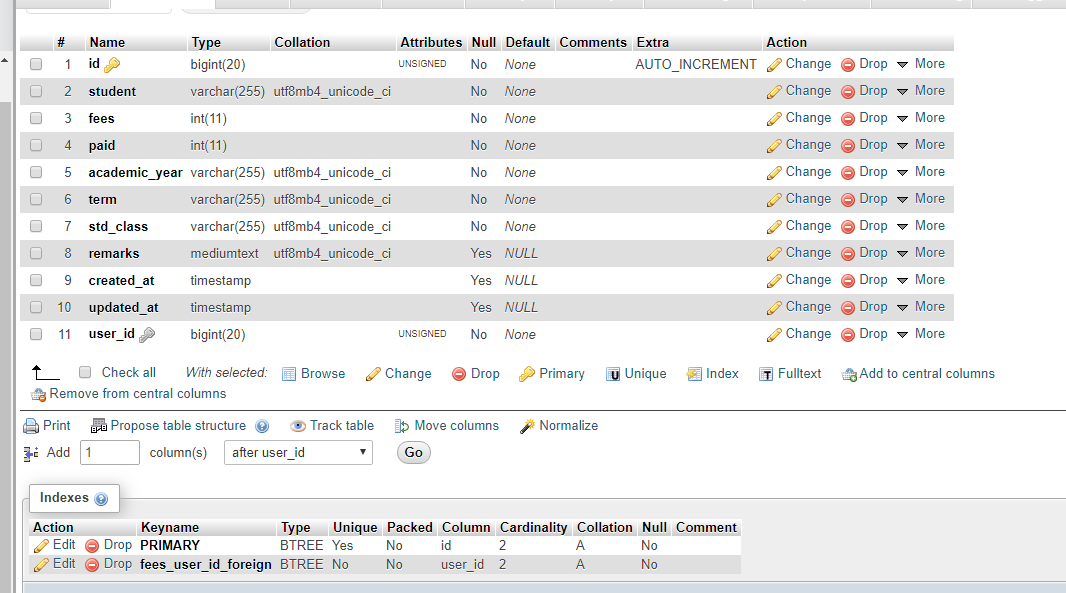 # Name Type Collation Attributes Null Default Comments Extra Action
1 id bigint(20) UNSIGNED No None AUTO_INCREMENT Change Drop More
2 student varchar(255) utf8mb4_unicode_ci No None Change Drop More
3 fees int(11) No None Change Drop More
4 paid int(11) No None Change Drop More
5 academic_year varchar(255) utf8mb4_unicode_ci No None Change Drop More
6 term varchar(255) utf8mb4_unicode_ci No None Change Drop More
7 std_class varchar(255) utf8mb4_unicode_ci No None Change Drop More
8 remarks mediumtext utf8mb4_unicode_ci Yes NULL Change Drop More
9 created_at timestamp Yes NULL Change Drop More
10 updated_at timestamp Yes NULL Change Drop More
11 user_id bigint(20) UNSIGNED No None Change Drop More
Check all With selected: Browse Change Drop Primary Unique Index Fulltext Add to central columns
Remove from central columns
Print Propose table structure Track table Move columns Normalize
Add 1 column(s) after user_id Go
Indexes
Action Keyname Type Unique Packed Column Cardinality Collation Null Comment
Edit Drop PRIMARY BTREE Yes No id 2 A No
Edit Drop fees_user_id_foreign BTREE No No user_id 2 A No